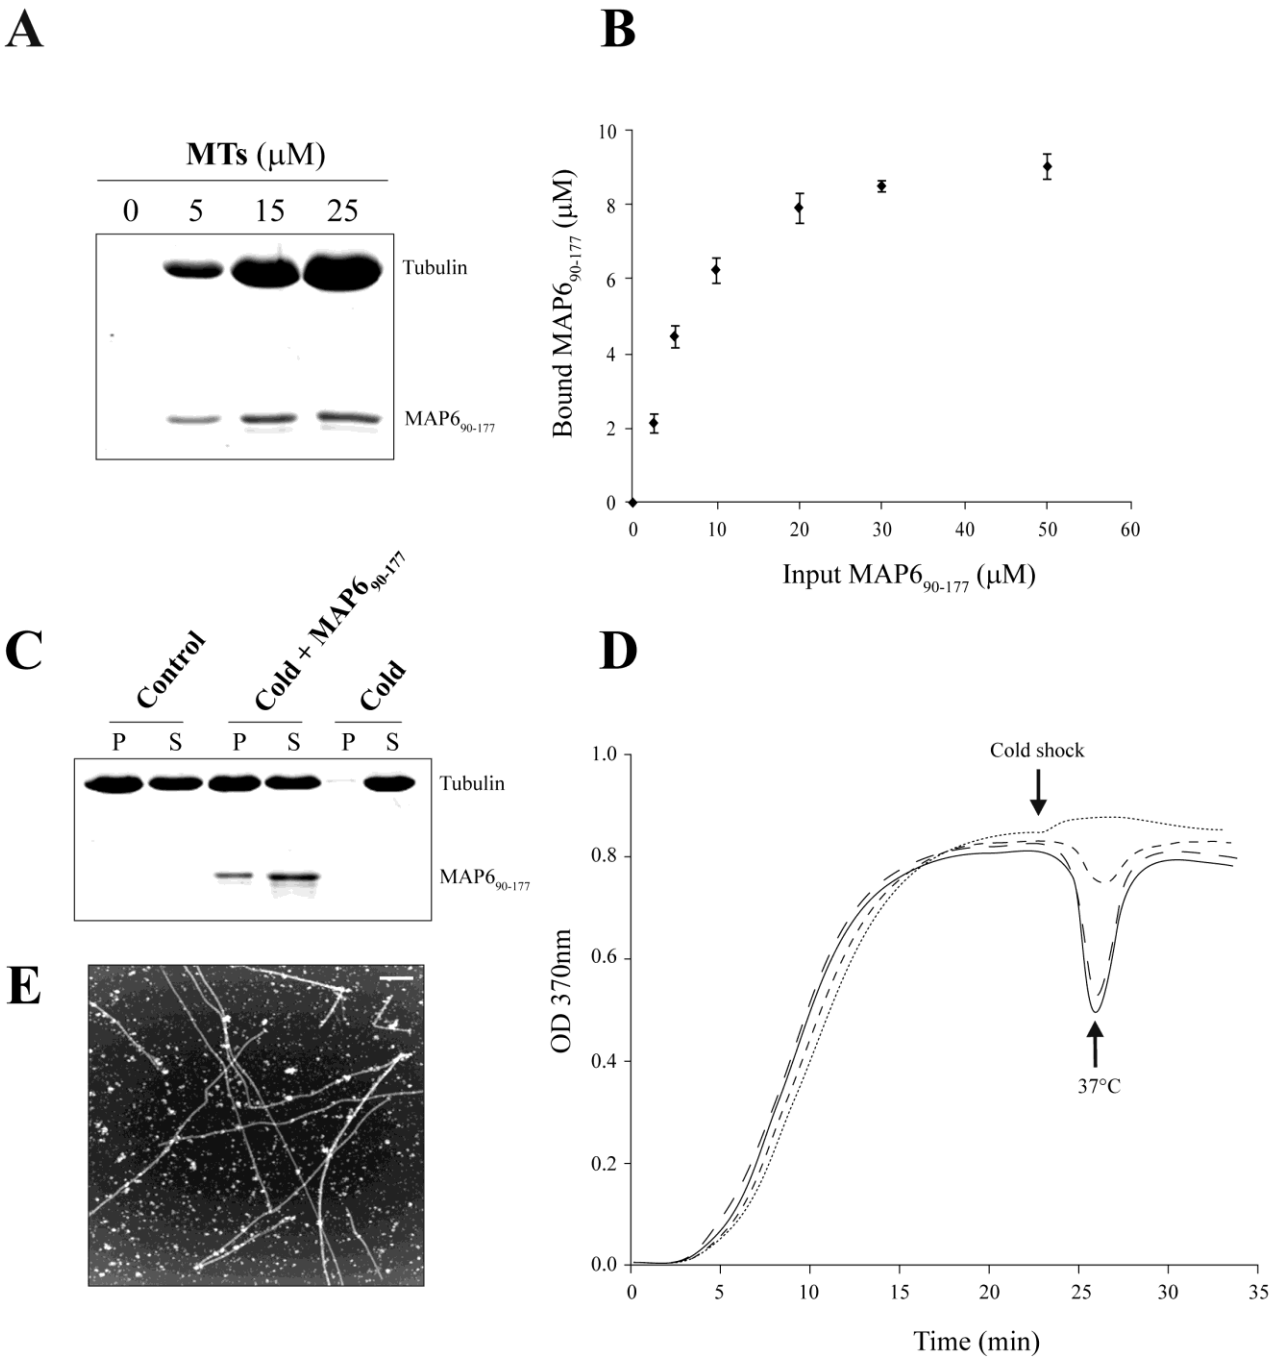 A
B
MTs (μM)
0 5 15 25
Tubulin
MAP6₉₀₋₁₇₇
10
8
6
4
2
0
Bound MAP6₉₀₋₁₇₇ (μM)
0 10 20 30 40 50 60
Input MAP6₉₀₋₁₇₇ (μM)
C
Control
Cold + MAP6₉₀₋₁₇₇
Cold
P S P S P S
Tubulin
MAP6₉₀₋₁₇₇
D
1.0
0.8
0.6
0.4
0.2
0.0
OD 370nm
Cold shock
37°C
0 5 10 15 20 25 30 35
Time (min)
E